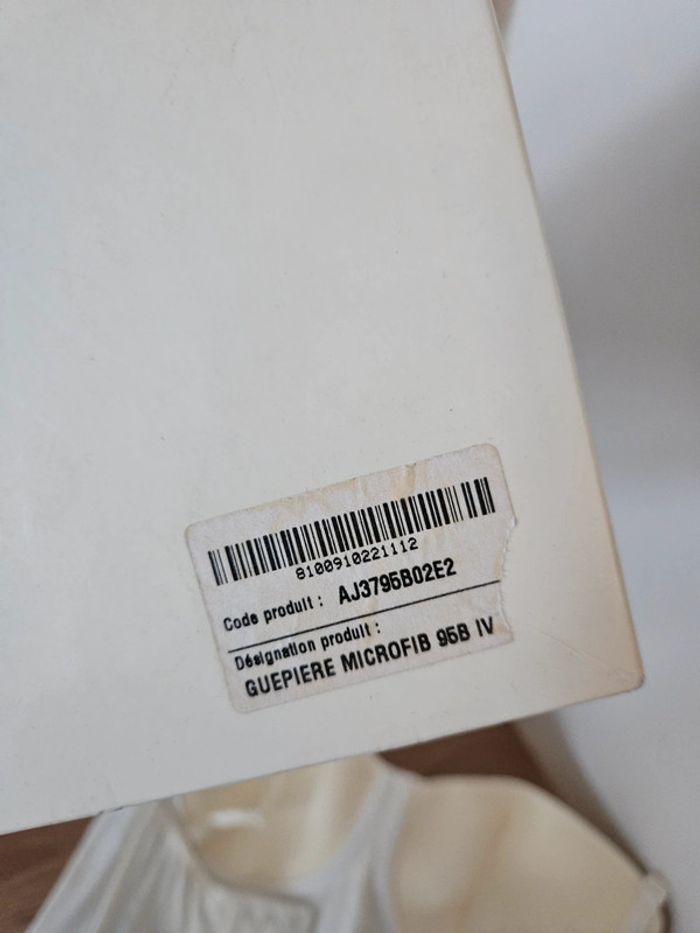 8100910221112
Code produit : AJ3795B02E2
Désignation produit :
GUEPIERE MICROFIB 95B IV